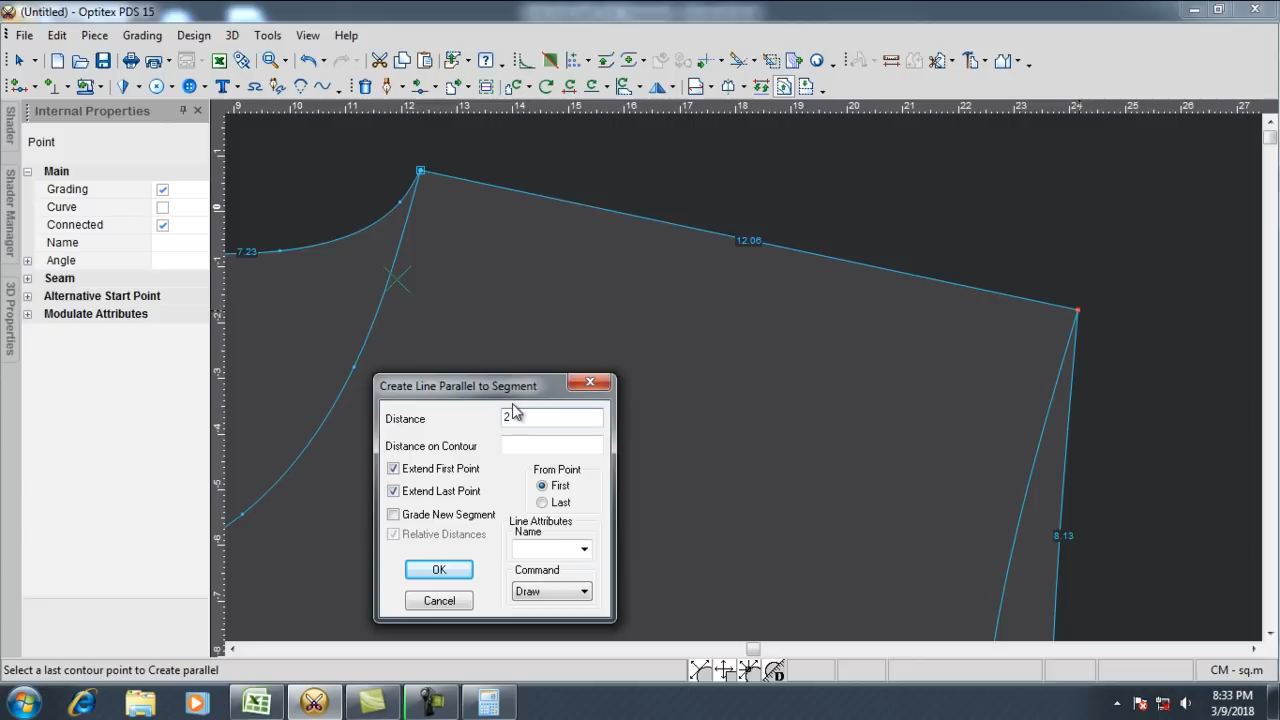 (Untitled) - Optitex PDS 15
File Edit Piece Grading Design 3D Tools View Help
Internal Properties
Point
Main
Grading
Curve
Connected
Name
Angle
Seam
Alternative Start Point
Modulate Attributes
Shader
Shader Manager
3D Properties
9 10 11 12 13 14 15 16 17 18 19 20 21 22 23 24 25 26 27
7.23
12.06
8.13
Create Line Parallel to Segment
Distance 2
Distance on Contour
Extend First Point
Extend Last Point
Grade New Segment
Relative Distances
From Point
First
Last
Line Attributes
Name
Command
Draw
OK
Cancel
Select a last contour point to Create parallel
CM - sq.m
8:33 PM
3/9/2018